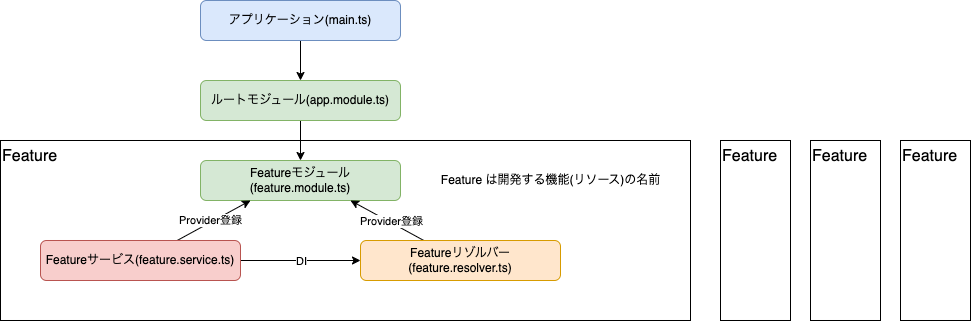 アプリケーション(main.ts)
ルートモジュール(app.module.ts)
Feature
Feature
Feature
Feature
Featureモジュール
(feature.module.ts)
Feature は開発する機能(リソース)の名前
Provider登録
Provider登録
Featureサービス(feature.service.ts)
DI
Featureリゾルバー
(feature.resolver.ts)